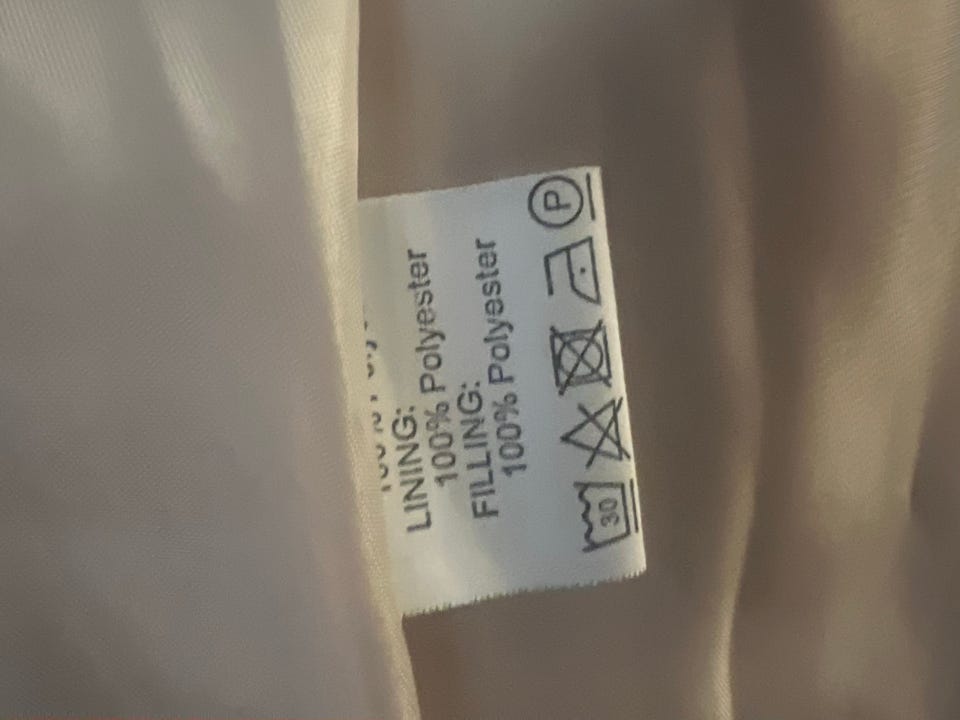 LINING:
100% Polyester
FILLING:
100% Polyester
30 P